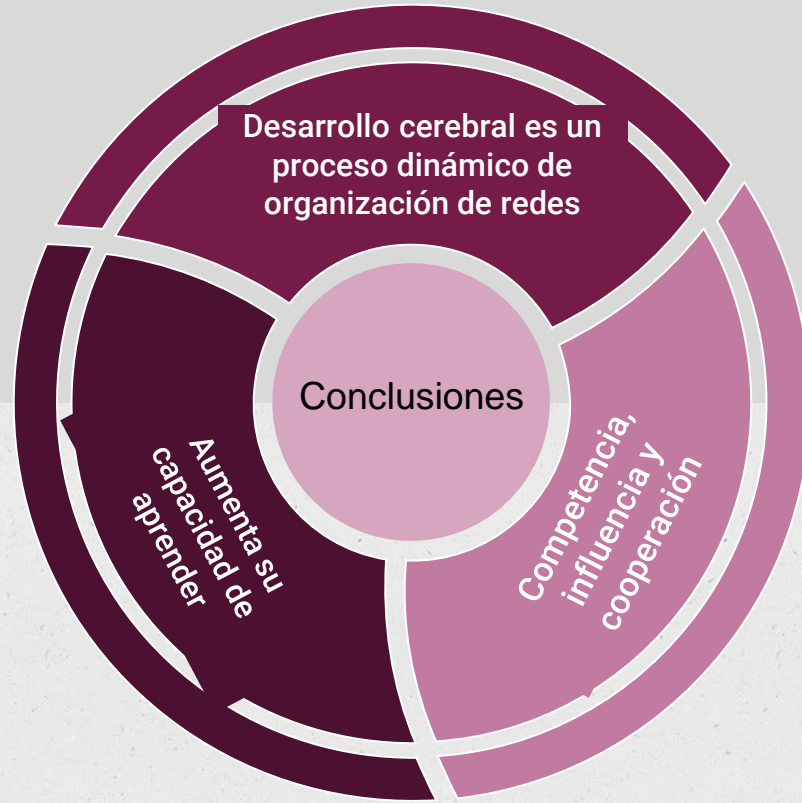 Desarrollo cerebral es un
proceso dinámico de
organización de redes
Conclusiones
Competencia,
influencia y
cooperación
Aumenta su
capacidad de
aprender